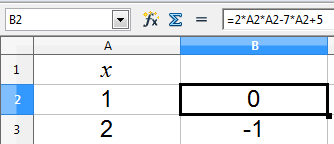 B2 Σ = =2*A2*A2-7*A2+5
A B
1 x
2 1 0
3 2 -1